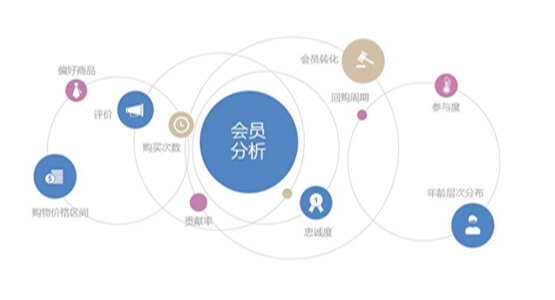 会员转化
偏好商品
回购周期
评价
参与度
会员
分析
购买次数
年龄层次分布
购物价格区间
贡献率
忠诚度
$
1